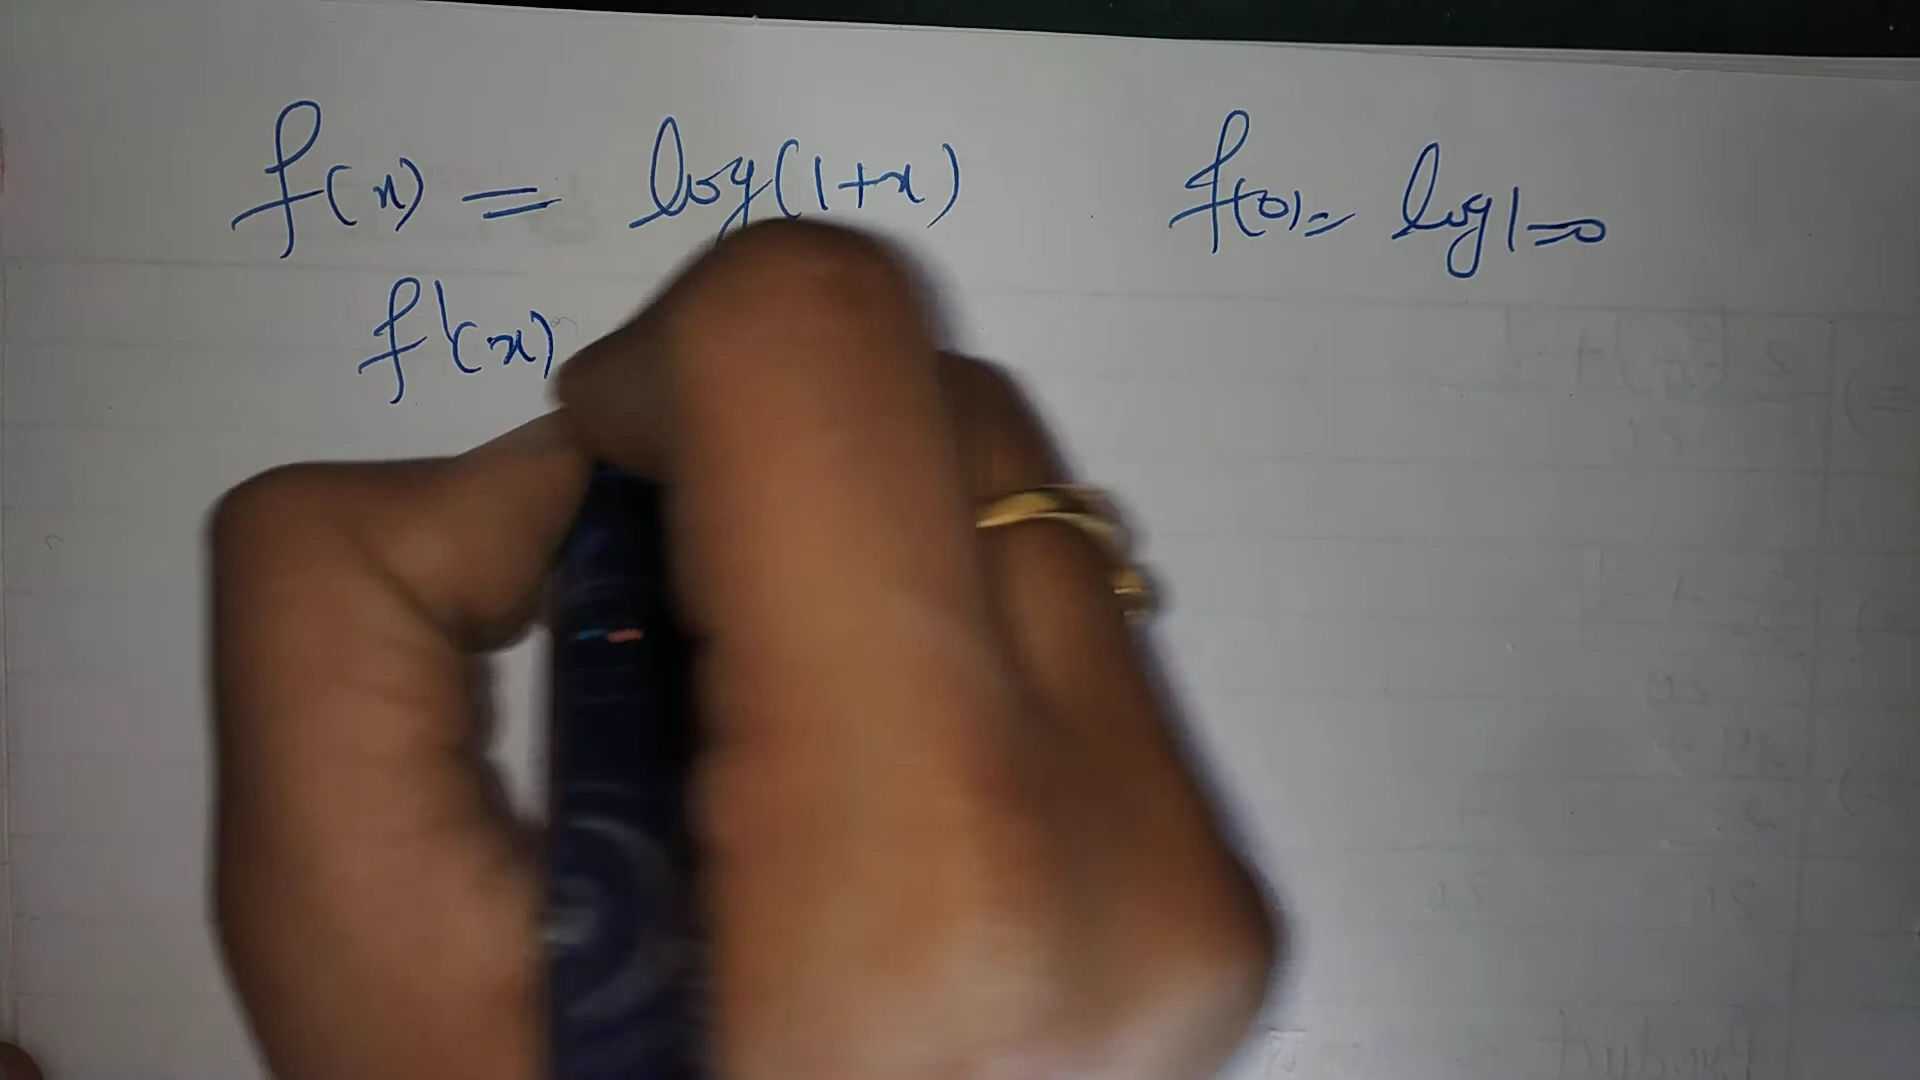 f(x) = log(1+x) f(0) = log1=0
f'(x)